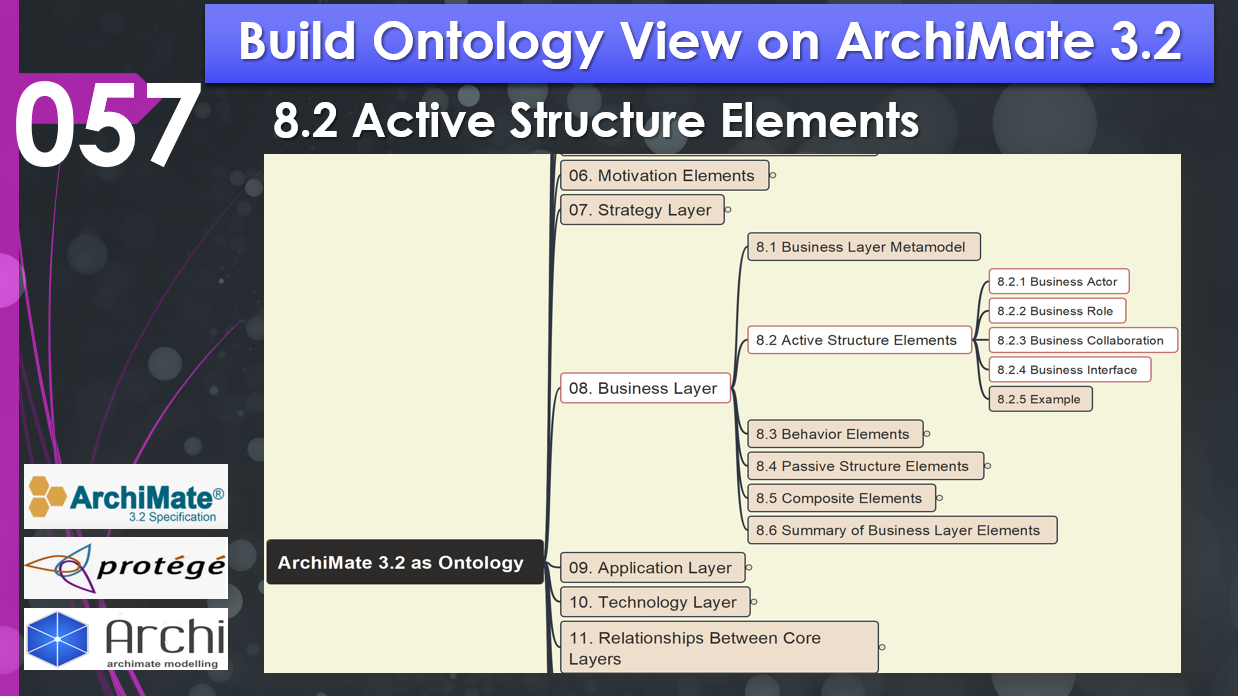 Build Ontology View on ArchiMate 3.2
057
8.2 Active Structure Elements
06. Motivation Elements
07. Strategy Layer
8.1 Business Layer Metamodel
8.2.1 Business Actor
8.2.2 Business Role
8.2 Active Structure Elements
8.2.3 Business Collaboration
8.2.4 Business Interface
08. Business Layer
8.2.5 Example
8.3 Behavior Elements
8.4 Passive Structure Elements
8.5 Composite Elements
8.6 Summary of Business Layer Elements
ArchiMate 3.2 as Ontology
09. Application Layer
10. Technology Layer
11. Relationships Between Core
Layers
ArchiMate®
3.2 Specification
protégé
Archi
archimate modelling